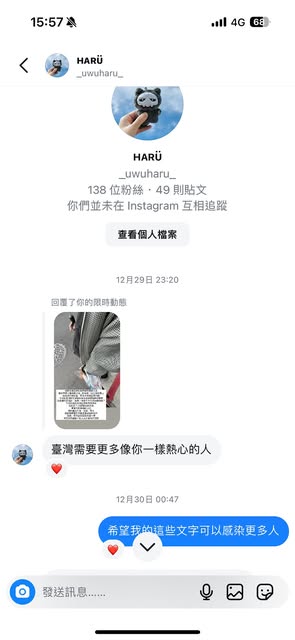 15:57
4G
68
HARÜ
_uwuharu_
HARÜ
_uwuharu_
138 位粉絲・49 則貼文
你們並未在 Instagram 互相追蹤
查看個人檔案
12月29日 23:20
回覆了你的限時動態
臺灣需要更多像你一樣熱心的人
12月30日 00:47
希望我的這些文字可以感染更多人
發送訊息......